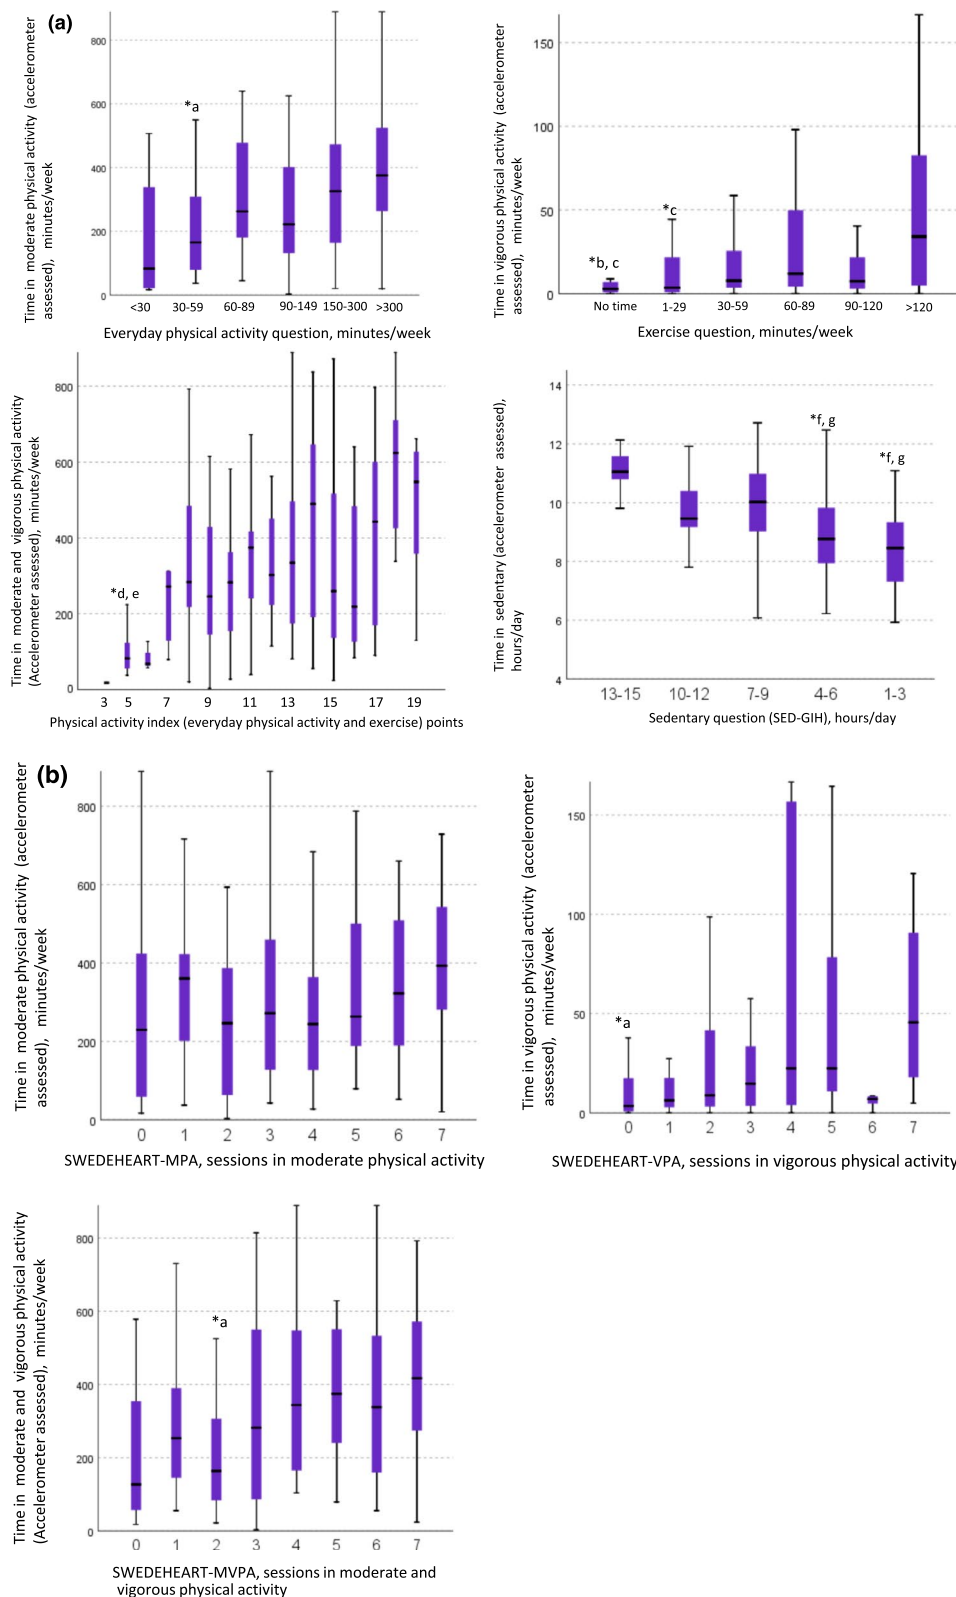 (a)
Time in moderate physical activity (accelerometer
assessed), minutes/week
800
600
400
200
0
*a
<30 30-59 60-89 90-149 150-300 >300
Everyday physical activity question, minutes/week
Time in vigorous physical activity (accelerometer
assessed), minutes/week
150
100
50
0
*b, c
*c
No time 1-29 30-59 60-89 90-120 >120
Exercise question, minutes/week
Time in moderate and vigorous physical activity
(Accelerometer assessed), minutes/week
800
600
400
200
0
*d, e
3 5 7 9 11 13 15 17 19
Physical activity index (everyday physical activity and exercise) points
Time in sedentary (accelerometer assessed),
hours/day
14
12
10
8
6
4
*f, g
*f, g
13-15 10-12 7-9 4-6 1-3
Sedentary question (SED-GIH), hours/day
(b)
Time in moderate physical activity (accelerometer
assessed), minutes/week
800
600
400
200
0
0 1 2 3 4 5 6 7
SWEDEHEART-MPA, sessions in moderate physical activity
Time in vigorous physical activity (accelerometer
assessed), minutes/week
150
100
50
0
*a
0 1 2 3 4 5 6 7
SWEDEHEART-VPA, sessions in vigorous physical activity
Time in moderate and vigorous physical activity
(Accelerometer assessed), minutes/week
800
600
400
200
0
*a
0 1 2 3 4 5 6 7
SWEDEHEART-MVPA, sessions in moderate and
vigorous physical activity